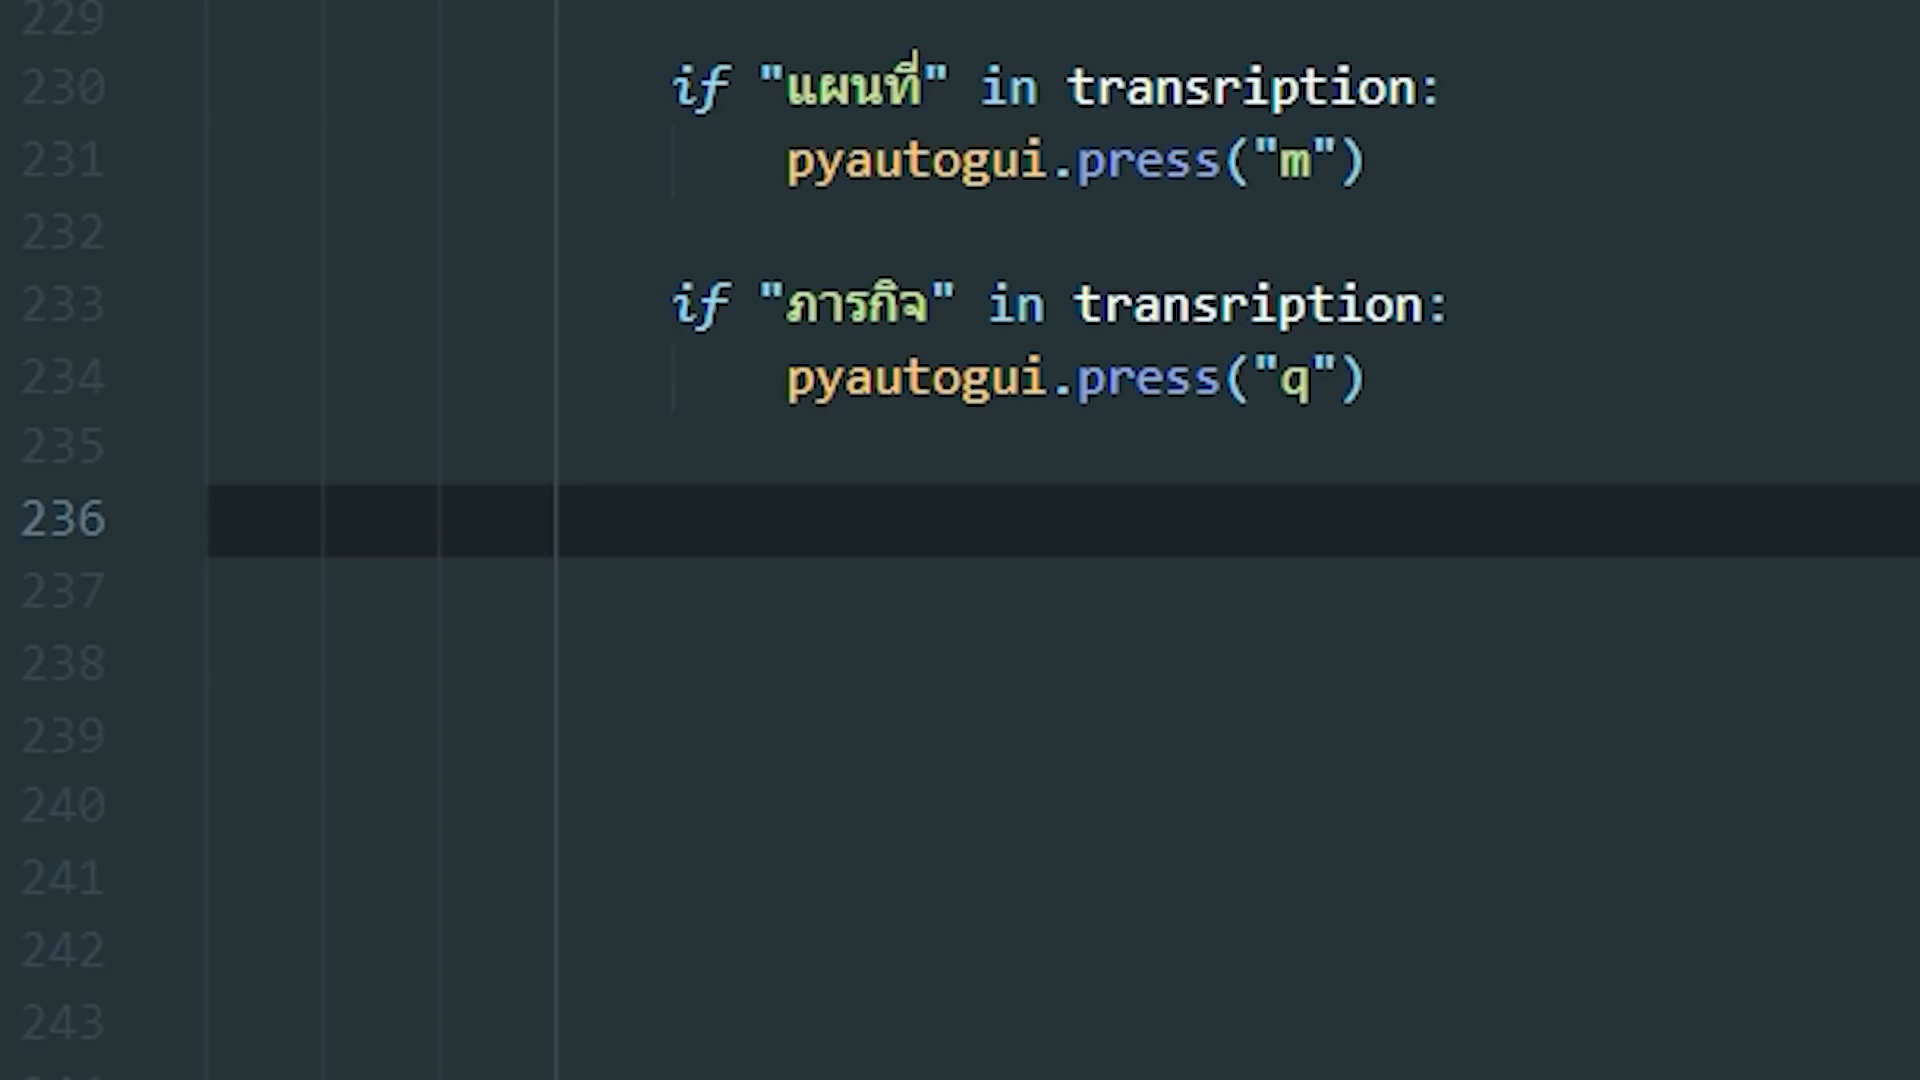 229
230 if "แผนที่" in transription:
231 pyautogui.press("m")
232
233 if "ภารกิจ" in transription:
234 pyautogui.press("q")
235
236
237
238
239
240
241
242
243